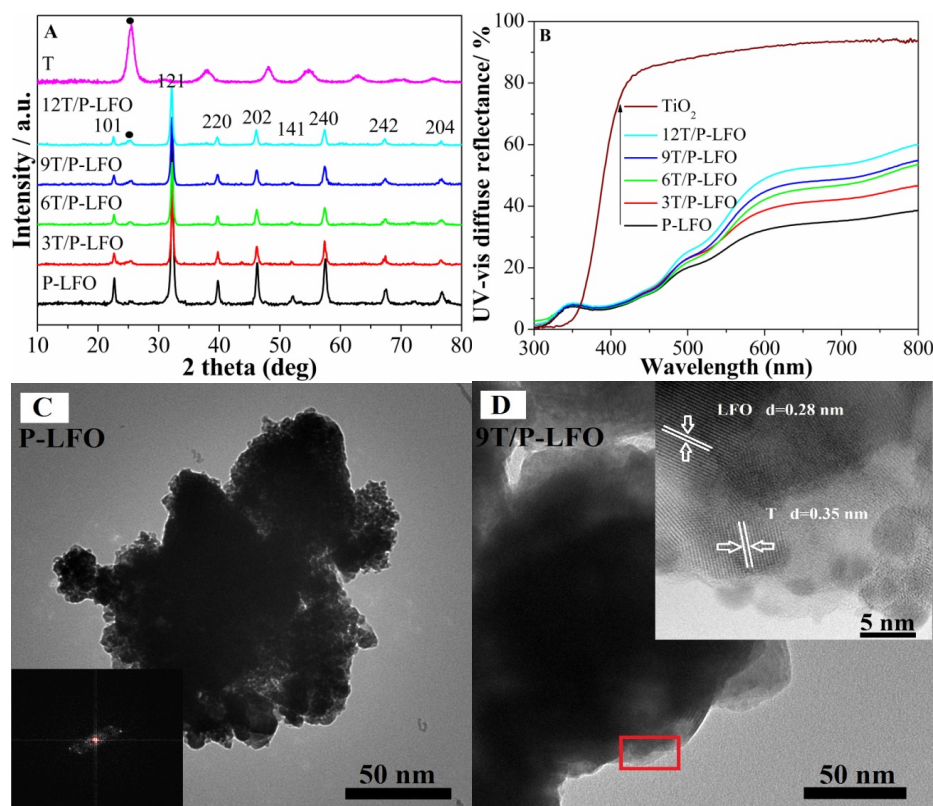 A
T
12T/P-LFO
9T/P-LFO
6T/P-LFO
3T/P-LFO
P-LFO
101
121
220
202
141
240
242
204
Intensity / a.u.
10 20 30 40 50 60 70 80
2 theta (deg)
B
TiO2
12T/P-LFO
9T/P-LFO
6T/P-LFO
3T/P-LFO
P-LFO
UV-vis diffuse reflectance/ %
100
80
60
40
20
0
300 400 500 600 700 800
Wavelength (nm)
C
P-LFO
50 nm
D
9T/P-LFO
LFO d=0.28 nm
T d=0.35 nm
5 nm
50 nm